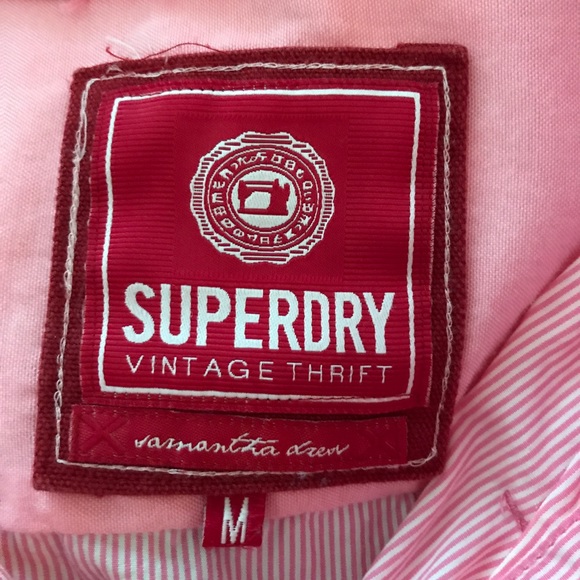 SUPERDRY
VINTAGE THRIFT
samantha dress
M